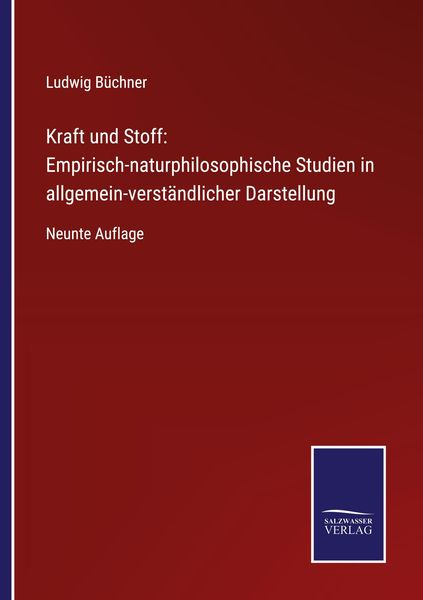 Ludwig Büchner
Kraft und Stoff:
Empirisch-naturphilosophische Studien in
allgemein-verständlicher Darstellung
Neunte Auflage
SALZWASSER
VERLAG